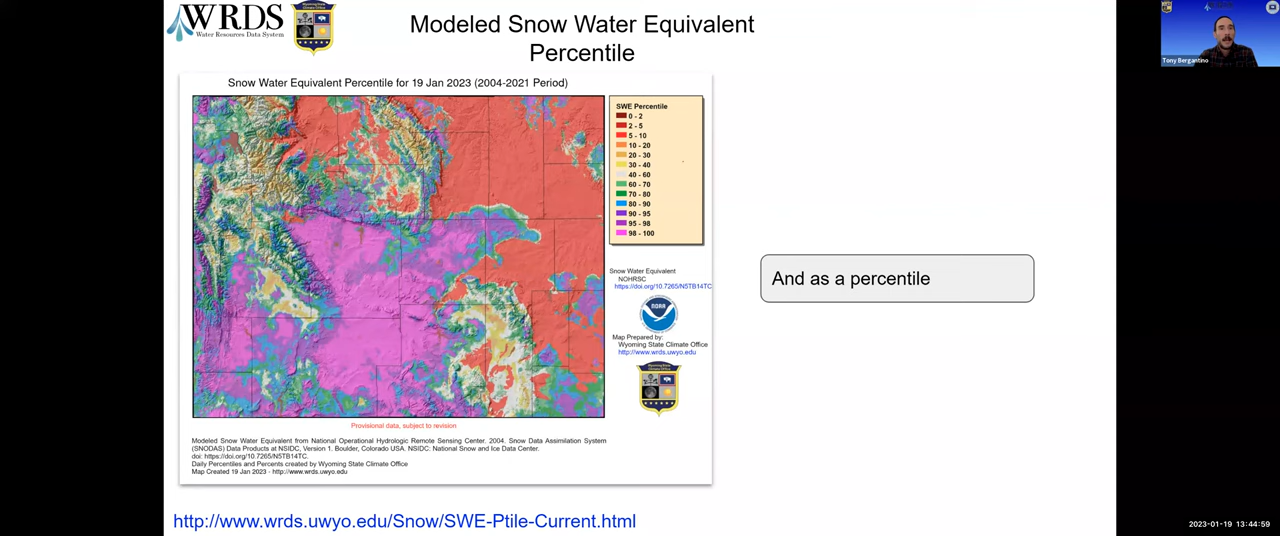 WRDS
Water Resources Data System
Modeled Snow Water Equivalent
Percentile
Tony Bergantino
Snow Water Equivalent Percentile for 19 Jan 2023 (2004-2021 Period)
SWE Percentile
0 - 2
2 - 5
5 - 10
10 - 20
20 - 30
30 - 40
40 - 60
60 - 70
70 - 80
80 - 90
90 - 95
95 - 98
98 - 100
And as a percentile
Snow Water Equivalent
NOHRSC
https://doi.org/10.7265/N5TB14TC
NOAA
Map Prepared by:
Wyoming State Climate Office
http://www.wrds.uwyo.edu
Provisional data, subject to revision
Modeled Snow Water Equivalent from National Operational Hydrologic Remote Sensing Center. 2004. Snow Data Assimilation System
(SNODAS) Data Products at NSIDC, Version 1. Boulder, Colorado USA. NSIDC: National Snow and Ice Data Center.
doi: https://doi.org/10.7265/N5TB14TC.
Daily Percentiles and Percents created by Wyoming State Climate Office
Map Created 19 Jan 2023 - http://www.wrds.uwyo.edu
http://www.wrds.uwyo.edu/Snow/SWE-Ptile-Current.html
2023-01-19 13:44:59